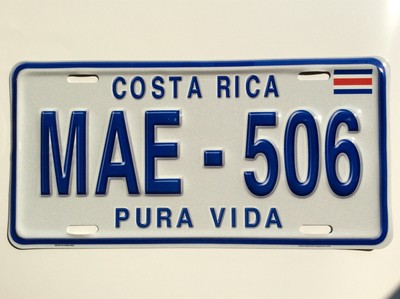 COSTA RICA
MAE - 506
PURA VIDA